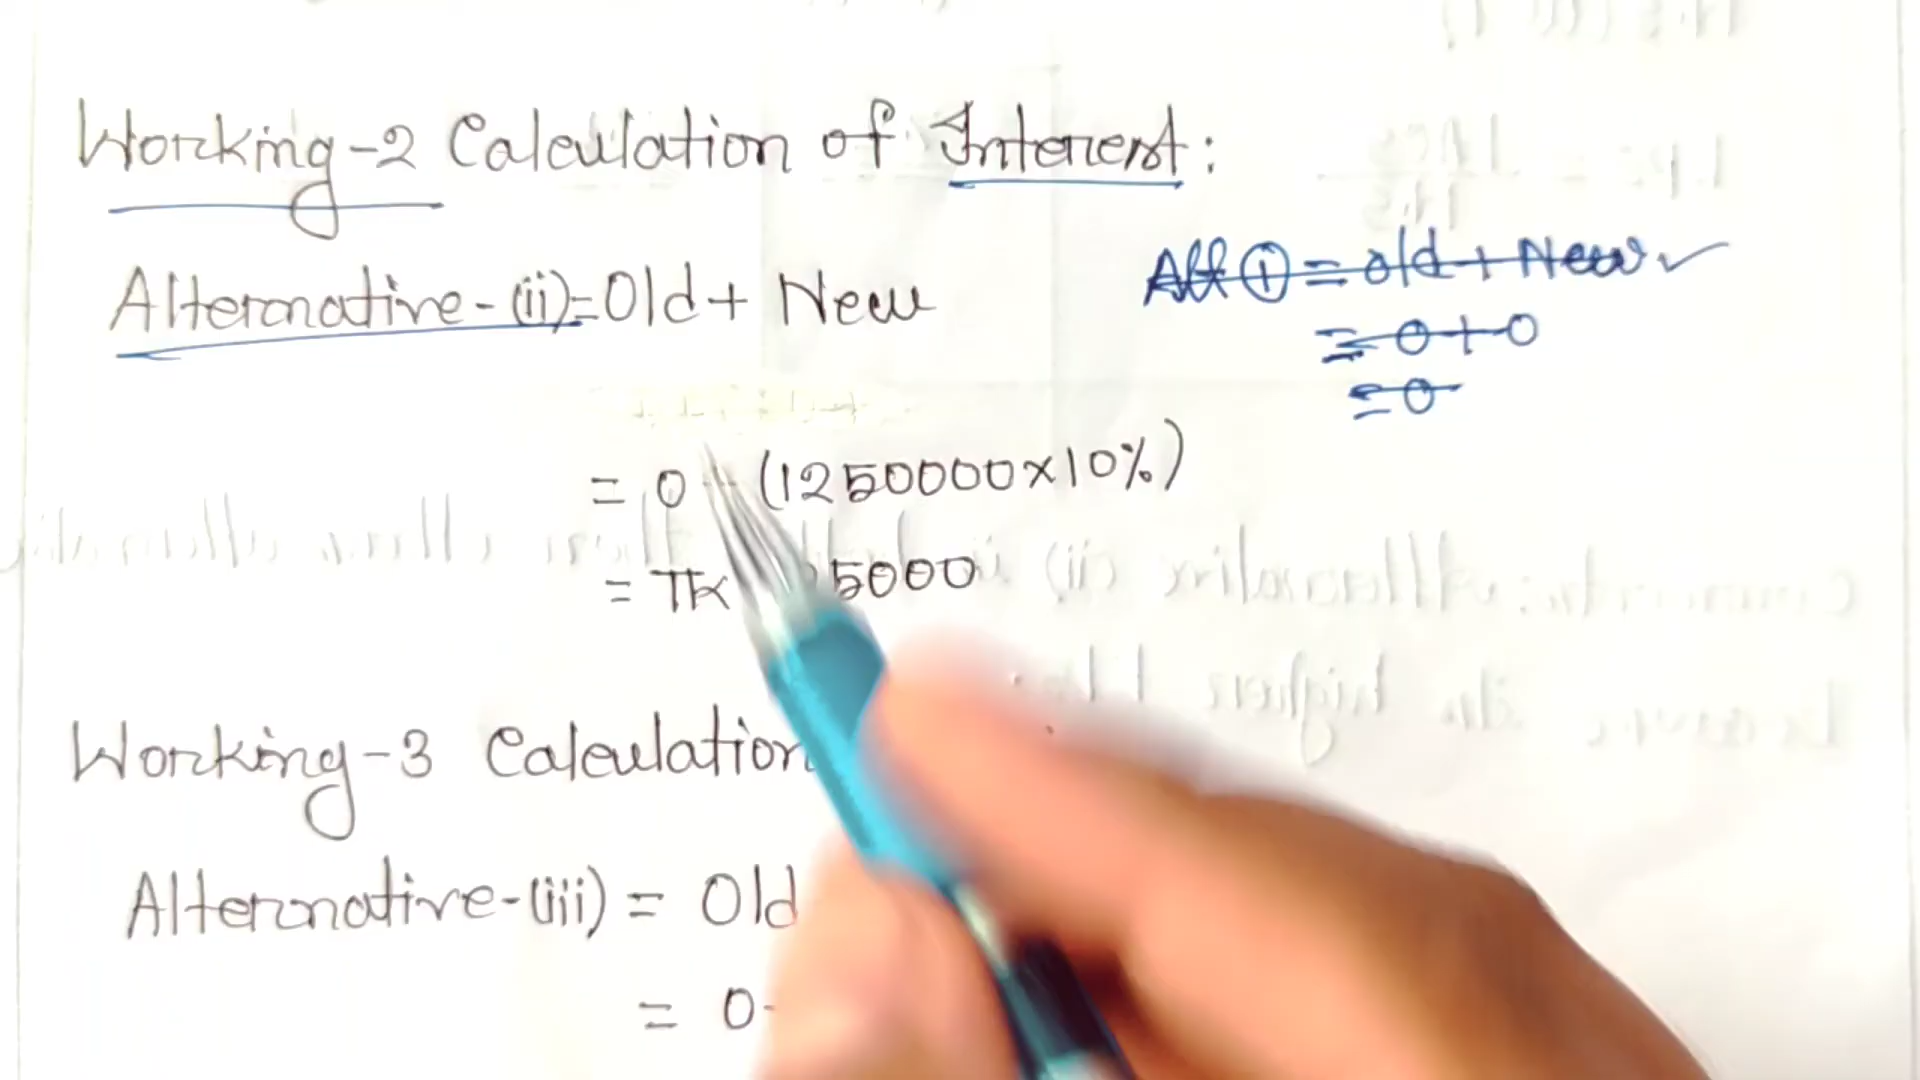 Working-2 Calculation of Interest:
Alternative-(ii)=Old+ New
Alt (i) = old + New ✓
= 0 + 0
= 0
= 0 + (1250000×10%)
= TK 5000
Working-3 Calculation
Alternative-(iii) = Old
= 0